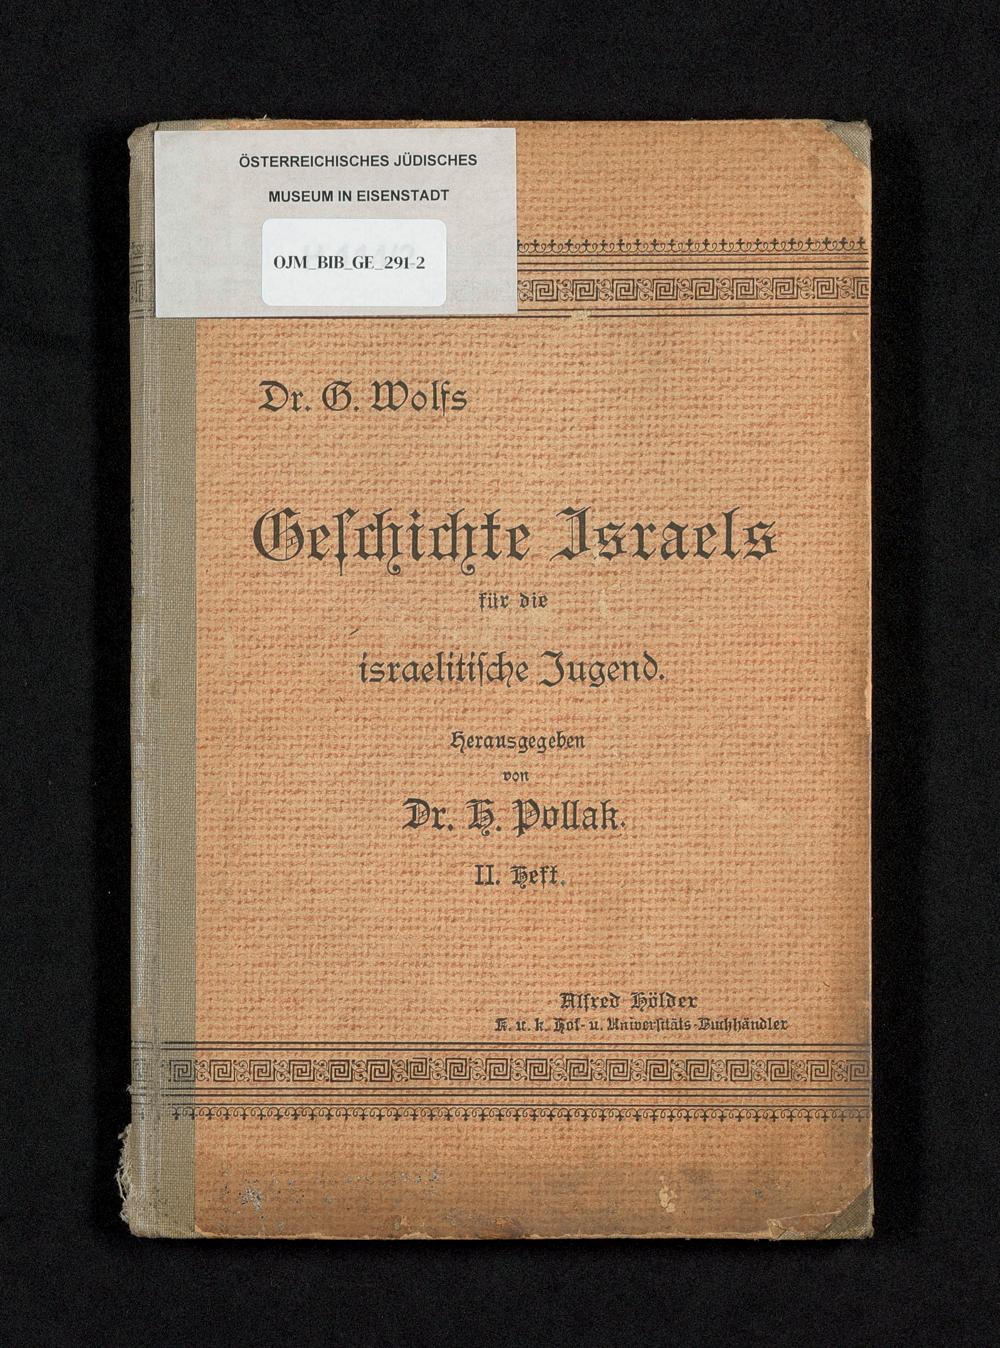 ÖSTERREICHISCHES JÜDISCHES
MUSEUM IN EISENSTADT
OJM_BIB_GE_291-2
Dr. G. Wolfs
Geſchichte Israels
für die
israelitiſche Jugend.
Herausgegeben
von
Dr. H. Pollak.
II. Heft.
Alfred Hölder
K. u. k. Hof- u. Univerſitäts-Buchhändler